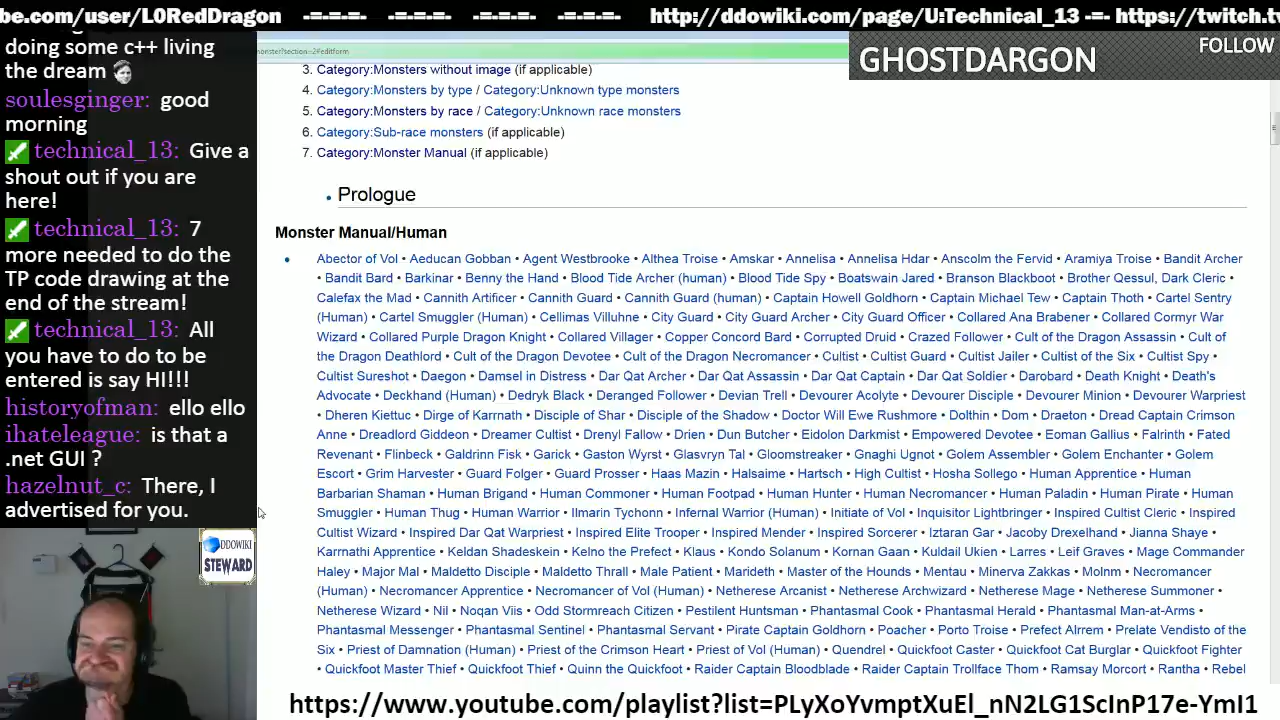 be.com/user/L0RedDragon -=-=-=- -=-=-=- -=-=-=- -=-=-=- http://ddowiki.com/page/U:Technical_13 -=- https://twitch.t
doing some c++ living
the dream
soulesginger: good
morning
technical_13: Give a
shout out if you are
here!
technical_13: 7
more needed to do the
TP code drawing at the
end of the stream!
technical_13: All
you have to do to be
entered is say HI!!!
historyofman: ello ello
ihateleague: is that a
.net GUI ?
hazelnut_c: There, I
advertised for you.
DDOWIKI
STEWARD
monster?section=2#editform
GHOSTDARGON
FOLLOW
3. Category:Monsters without image (if applicable)
4. Category:Monsters by type / Category:Unknown type monsters
5. Category:Monsters by race / Category:Unknown race monsters
6. Category:Sub-race monsters (if applicable)
7. Category:Monster Manual (if applicable)
• Prologue
Monster Manual/Human
• Abector of Vol • Aeducan Gobban • Agent Westbrooke • Althea Troise • Amskar • Annelisa • Annelisa Hdar • Anscolm the Fervid • Aramiya Troise • Bandit Archer
• Bandit Bard • Barkinar • Benny the Hand • Blood Tide Archer (human) • Blood Tide Spy • Boatswain Jared • Branson Blackboot • Brother Qessul, Dark Cleric •
Calefax the Mad • Cannith Artificer • Cannith Guard • Cannith Guard (human) • Captain Howell Goldhorn • Captain Michael Tew • Captain Thoth • Cartel Sentry
(Human) • Cartel Smuggler (Human) • Cellimas Villuhne • City Guard • City Guard Archer • City Guard Officer • Collared Ana Brabener • Collared Cormyr War
Wizard • Collared Purple Dragon Knight • Collared Villager • Copper Concord Bard • Corrupted Druid • Crazed Follower • Cult of the Dragon Assassin • Cult of
the Dragon Deathlord • Cult of the Dragon Devotee • Cult of the Dragon Necromancer • Cultist • Cultist Guard • Cultist Jailer • Cultist of the Six • Cultist Spy •
Cultist Sureshot • Daegon • Damsel in Distress • Dar Qat Archer • Dar Qat Assassin • Dar Qat Captain • Dar Qat Soldier • Darobard • Death Knight • Death's
Advocate • Deckhand (Human) • Dedryk Black • Deranged Follower • Devian Trell • Devourer Acolyte • Devourer Disciple • Devourer Minion • Devourer Warpriest
• Dheren Kiettuc • Dirge of Karrnath • Disciple of Shar • Disciple of the Shadow • Doctor Will Ewe Rushmore • Dolthin • Dom • Draeton • Dread Captain Crimson
Anne • Dreadlord Giddeon • Dreamer Cultist • Drenyl Fallow • Drien • Dun Butcher • Eidolon Darkmist • Empowered Devotee • Eoman Gallius • Falrinth • Fated
Revenant • Flinbeck • Galdrinn Fisk • Garick • Gaston Wyrst • Glasvryn Tal • Gloomstreaker • Gnaghi Ugnot • Golem Assembler • Golem Enchanter • Golem
Escort • Grim Harvester • Guard Folger • Guard Prosser • Haas Mazin • Halsaime • Hartsch • High Cultist • Hosha Sollego • Human Apprentice • Human
Barbarian Shaman • Human Brigand • Human Commoner • Human Footpad • Human Hunter • Human Necromancer • Human Paladin • Human Pirate • Human
Smuggler • Human Thug • Human Warrior • Ilmarin Tychonn • Infernal Warrior (Human) • Initiate of Vol • Inquisitor Lightbringer • Inspired Cultist Cleric • Inspired
Cultist Wizard • Inspired Dar Qat Warpriest • Inspired Elite Trooper • Inspired Mender • Inspired Sorcerer • Iztaran Gar • Jacoby Drexelhand • Jianna Shaye •
Karrnathi Apprentice • Keldan Shadeskein • Kelno the Prefect • Klaus • Kondo Solanum • Kornan Gaan • Kuldail Ukien • Larres • Leif Graves • Mage Commander
Haley • Major Mal • Maldetto Disciple • Maldetto Thrall • Male Patient • Marideth • Master of the Hounds • Mentau • Minerva Zakkas • Molnm • Necromancer
(Human) • Necromancer Apprentice • Necromancer of Vol (Human) • Netherese Arcanist • Netherese Archwizard • Netherese Mage • Netherese Summoner •
Netherese Wizard • Nil • Noqan Viis • Odd Stormreach Citizen • Pestilent Huntsman • Phantasmal Cook • Phantasmal Herald • Phantasmal Man-at-Arms •
Phantasmal Messenger • Phantasmal Sentinel • Phantasmal Servant • Pirate Captain Goldhorn • Poacher • Porto Troise • Prefect Alrrem • Prelate Vendisto of the
Six • Priest of Damnation (Human) • Priest of the Crimson Heart • Priest of Vol (Human) • Quendrel • Quickfoot Caster • Quickfoot Cat Burglar • Quickfoot Fighter
• Quickfoot Master Thief • Quickfoot Thief • Quinn the Quickfoot • Raider Captain Bloodblade • Raider Captain Trollface Thom • Ramsay Morcort • Rantha • Rebel
https://www.youtube.com/playlist?list=PLyXoYvmptXuEl_nN2LG1ScInP17e-YmI1